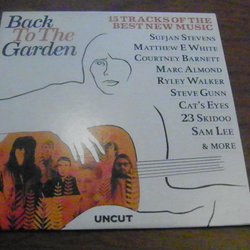 Back
To The
Garden
15 TRACKS OF THE
BEST NEW MUSIC
SUFJAN STEVENS
MATTHEW E WHITE
COURTNEY BARNETT
MARC ALMOND
RYLEY WALKER
STEVE GUNN
CAT'S EYES
23 SKIDOO
SAM LEE
& MORE
UNCUT